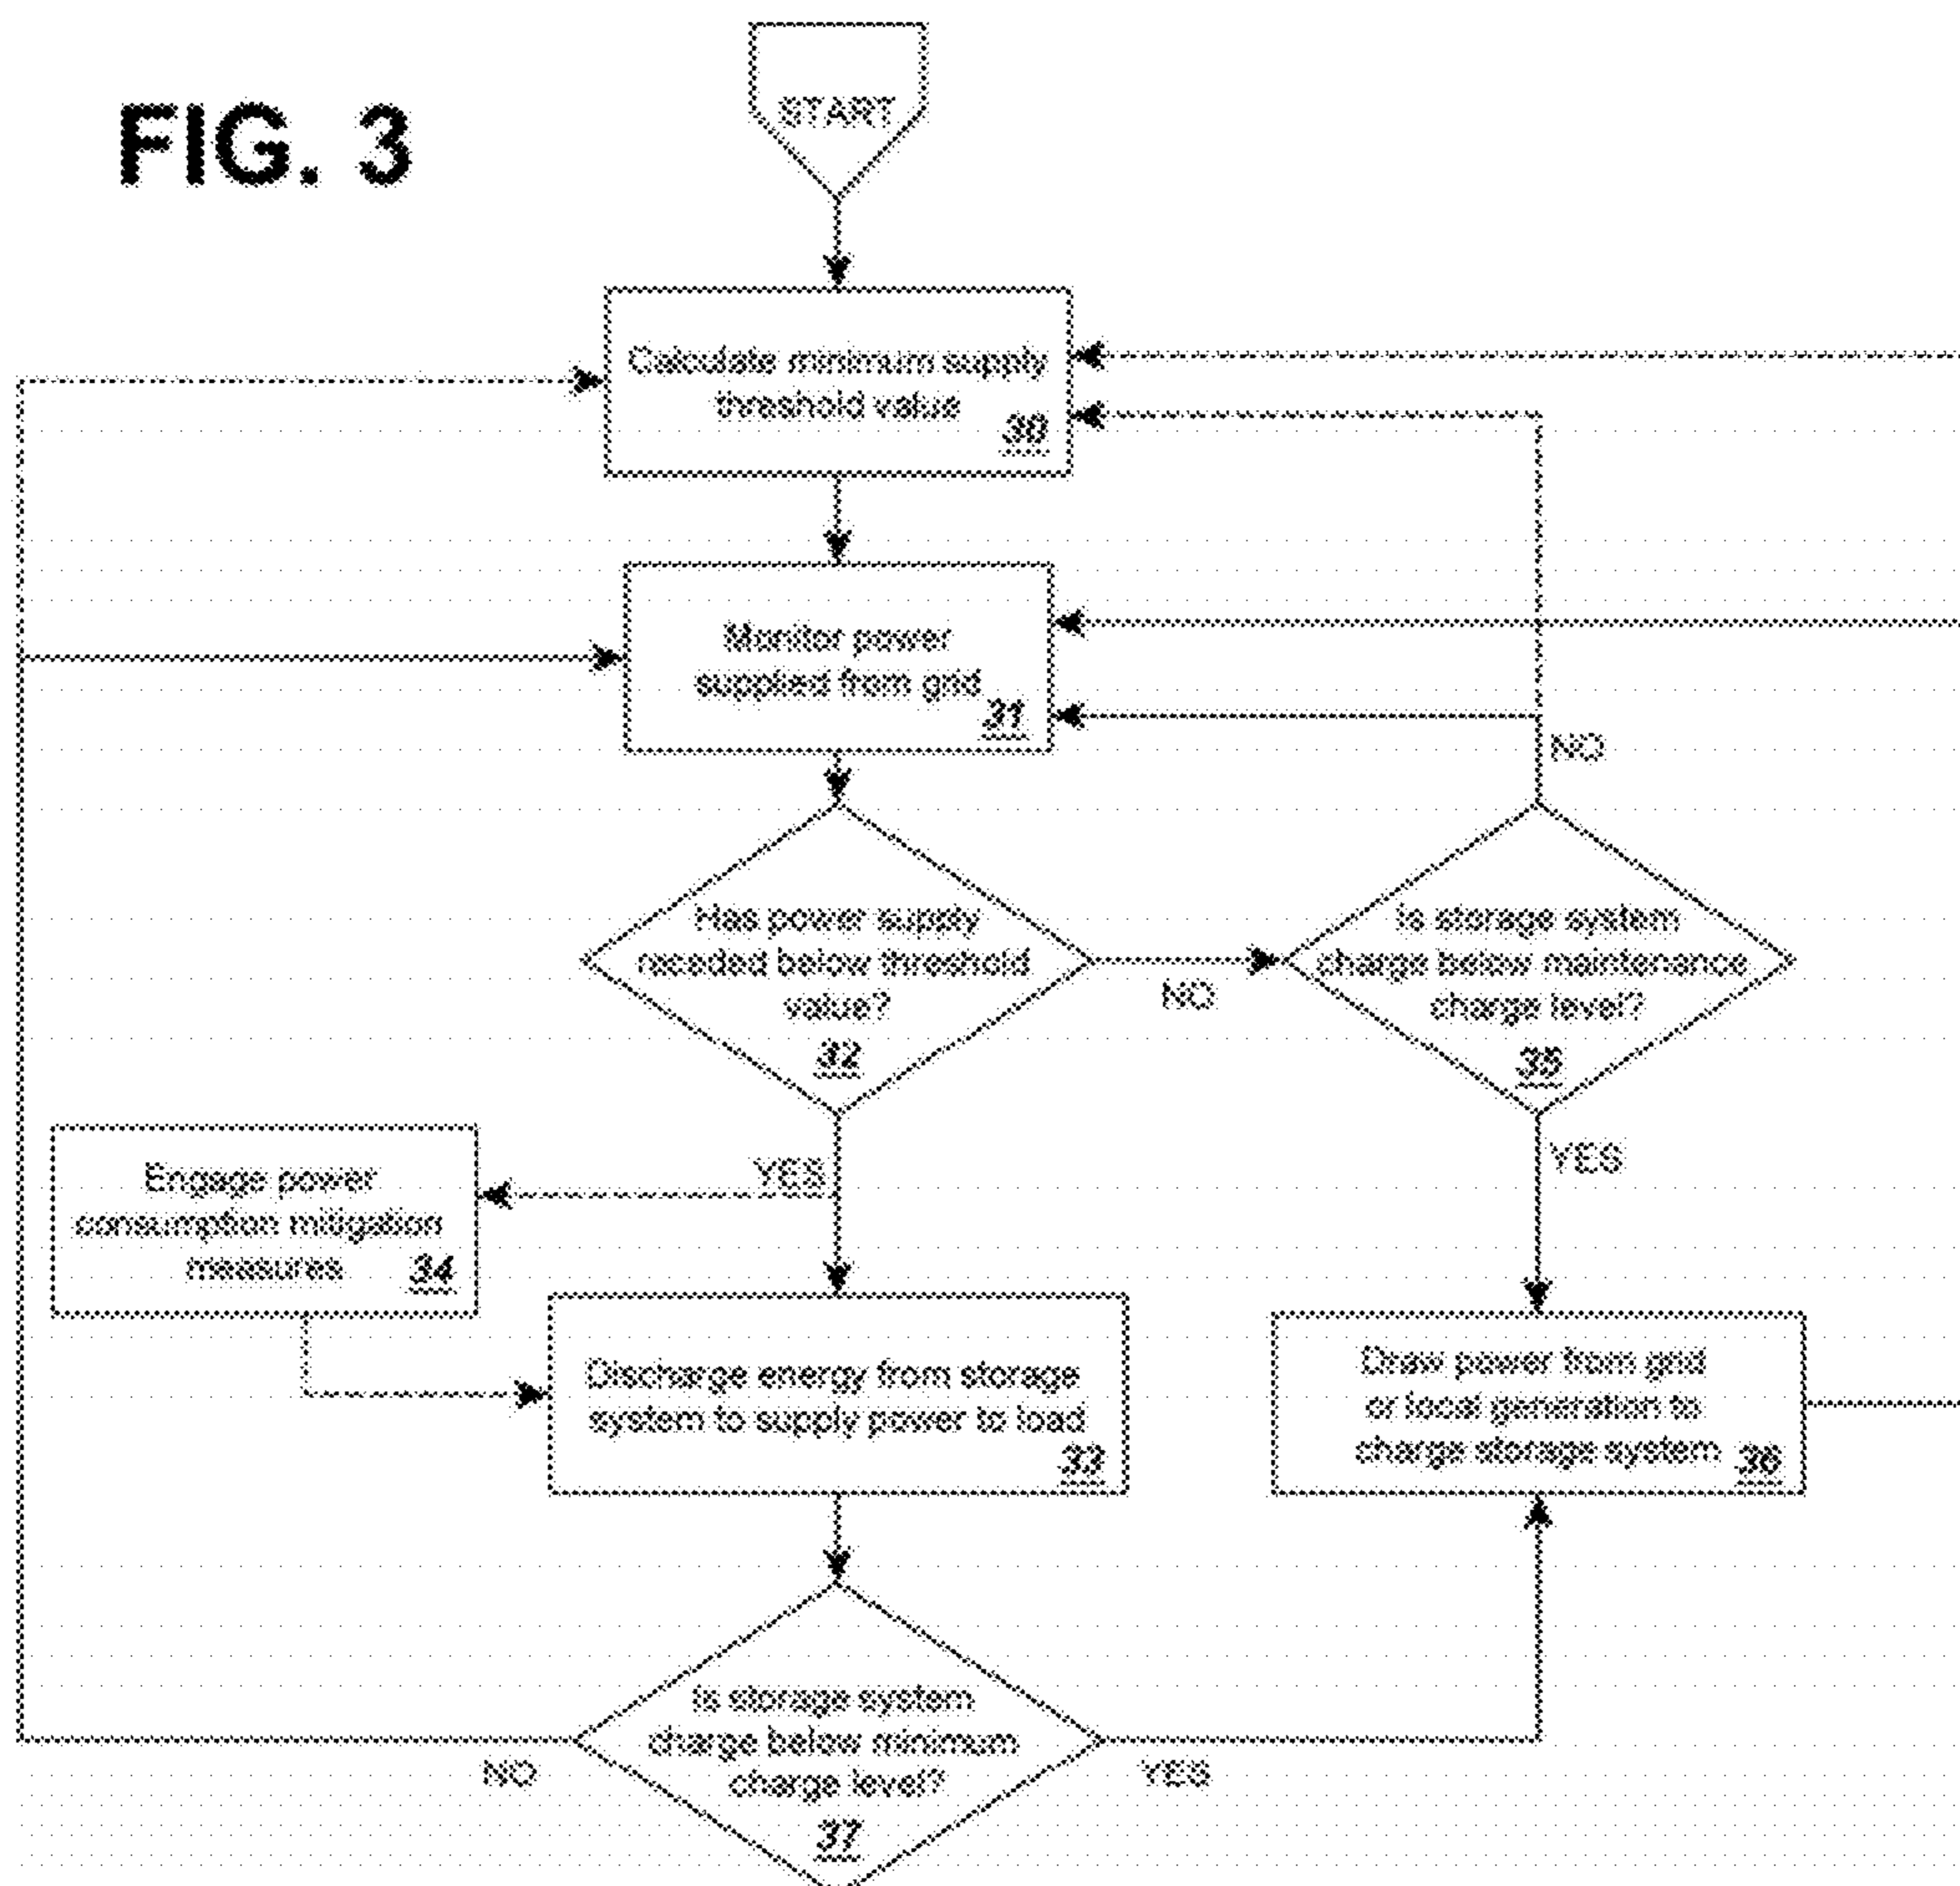 FIG. 3
START
Calculate minimum supply
threshold value
30
Monitor power
supplied from grid
31
NO
Has power supply
receded below threshold
value?
32
NO
Is storage system
charge below maintenance
charge level?
35
YES
YES
Engage power
consumption mitigation
measures
34
Discharge energy from storage
system to supply power to load
33
Draw power from grid
or local generation to
charge storage system
36
Is storage system
charge below minimum
charge level?
37
NO
YES